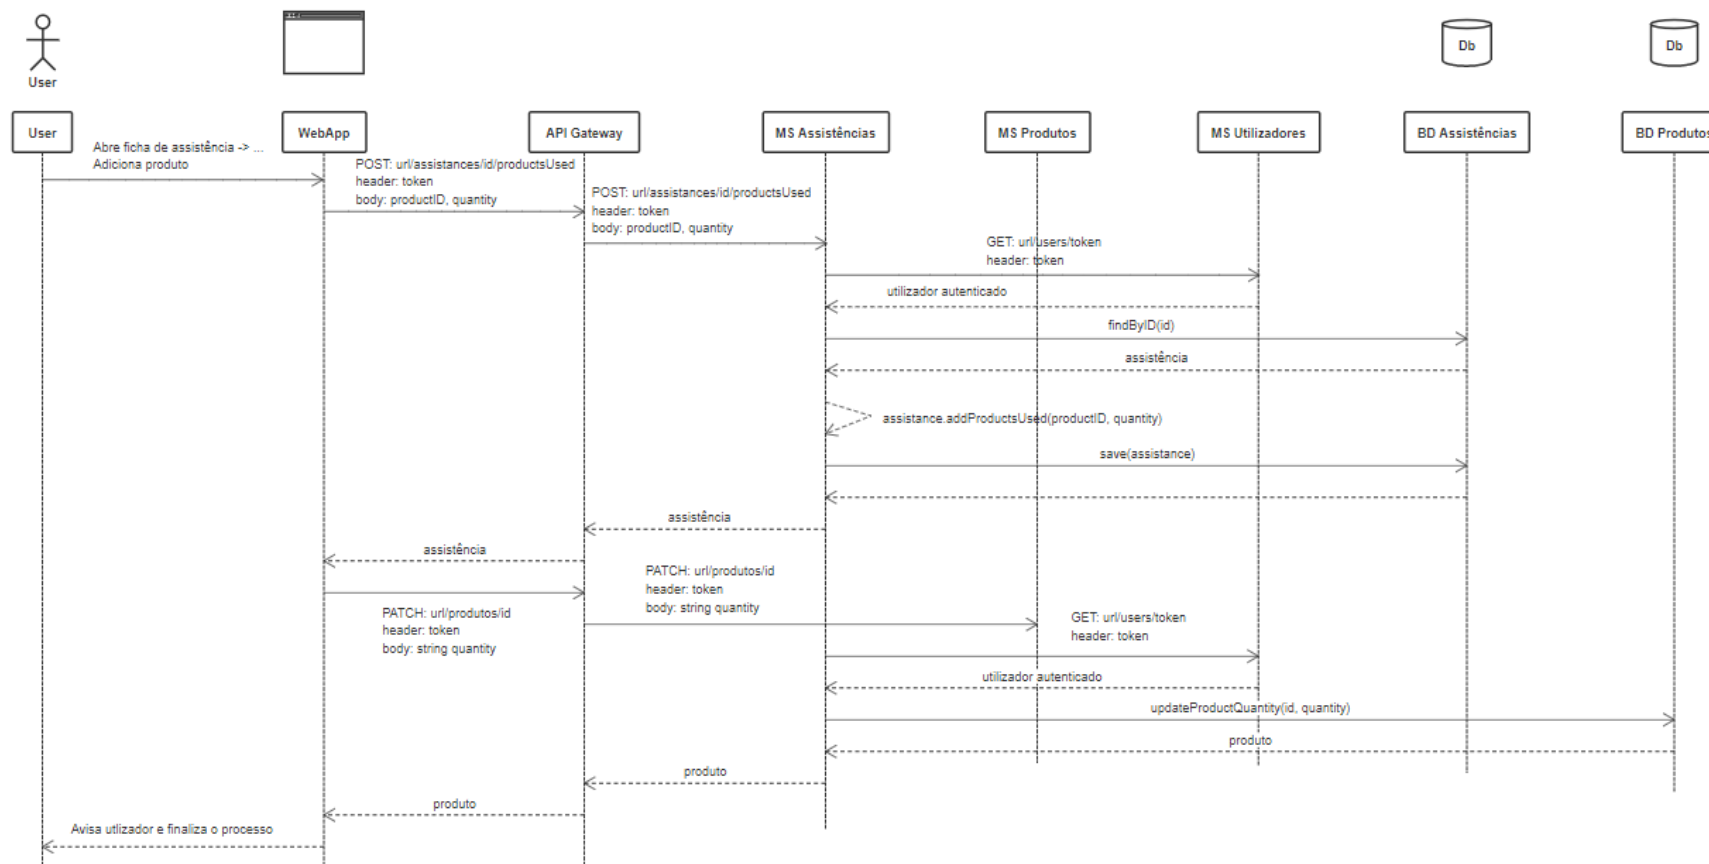 Db
Db
User
User
WebApp
API Gateway
MS Assistências
MS Produtos
MS Utilizadores
BD Assistências
BD Produtos
Abre ficha de assistência -> ...
Adiciona produto
POST: url/assistances/id/productsUsed
header: token
body: productID, quantity
POST: url/assistances/id/productsUsed
header: token
body: productID, quantity
GET: url/users/token
header: token
utilizador autenticado
findByID(id)
assistência
assistance.addProductsUsed(productID, quantity)
save(assistance)
assistência
assistência
PATCH: url/produtos/id
header: token
body: string quantity
PATCH: url/produtos/id
header: token
body: string quantity
GET: url/users/token
header: token
utilizador autenticado
updateProductQuantity(id, quantity)
produto
produto
produto
Avisa utlizador e finaliza o processo